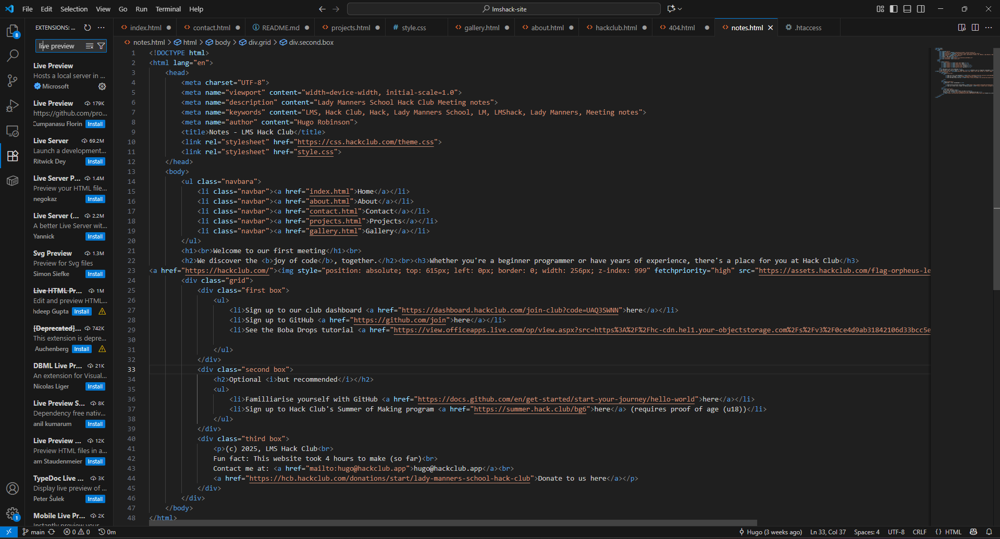 File Edit Selection View Go Run Terminal Help
lmshack-site
EXTENSIONS: ...
index.html
contact.html
README.md
projects.html
style.css
gallery.html
about.html
hackclub.html
404.html
notes.html
.htaccess
8
live preview
Live Preview
Hosts a local server in ...
Microsoft
Live Preview 179K
https://github.com/pro...
Cumpanasu Florin Install
Live Server 69.2M
Launch a development...
Ritwick Dey Install
Live Server P... 1.4M
Preview your HTML file...
negokaz Install
Live Server (... 2.2M
A better Live Server wit...
Yannick Install
Svg Preview 1.3M
Preview for Svg files
Simon Siefke Install
Live HTML Pr... 1M
Edit and preview HTML...
hdeep Gupta Install
[Deprecated]... 742K
This extension is depre...
Auchenberg Install
DBML Live Pr... 21K
An extension for Visual...
Nicolas Liger Install
Live Preview S... 8K
Dependency free nativ...
anil kumarum Install
Live Preview ... 12K
Preview HTML files in a...
am Staudenmeier Install
TypeDoc Live ... 3K
Display live preview of ...
Peter Šulek Install
Mobile Live Pr... 2K
Instantly preview your
1
notes.html > html > body > div.grid > div.second.box
1 <!DOCTYPE html>
2 <html lang="en">
3 <head>
4 <meta charset="UTF-8">
5 <meta name="viewport" content="width=device-width, initial-scale=1.0">
6 <meta name="description" content="Lady Manners School Hack Club Meeting notes">
7 <meta name="keywords" content="LMS, Hack Club, Hack, Lady Manners School, LM, LMShack, Lady Manners, Meeting notes">
8 <meta name="author" content="Hugo Robinson">
9 <title>Notes - LMS Hack Club</title>
10 <link rel="stylesheet" href="https://css.hackclub.com/theme.css">
11 <link rel="stylesheet" href="style.css">
12 </head>
13 <body>
14 <ul class="navbara">
15 <li class="navbar"><a href="index.html">Home</a></li>
16 <li class="navbar"><a href="about.html">About</a></li>
17 <li class="navbar"><a href="contact.html">Contact</a></li>
18 <li class="navbar"><a href="projects.html">Projects</a></li>
19 <li class="navbar"><a href="gallery.html">Gallery</a></li>
20 </ul>
21 <h1><br>Welcome to our first meeting</h1><br>
22 <h2>We discover the <b>joy of code</b>, together.</h2><br><h3>Whether you're a beginner programmer or have years of experience, there's a place for you at Hack Club</h3>
23 <a href="https://hackclub.com/"><img style="position: absolute; top: 615px; left: 0px; border: 0; width: 256px; z-index: 999" fetchpriority="high" src="https://assets.hackclub.com/flag-orpheus-le
24 <div class="grid">
25 <div class="first box">
26 <ul>
27 <li>Sign up to our club dashboard <a href="https://dashboard.hackclub.com/join-club?code=UAQ3SWNN">here</a></li>
28 <li>Sign up to GitHub <a href="https://github.com/join">here</a></li>
29 <li>See the Boba Drops tutorial <a href="https://view.officeapps.live.com/op/view.aspx?src=https%3A%2F%2Fhc-cdn.hel1.your-objectstorage.com%2Fs%2Fv3%2F0ce4d9ab31842106d33bcc5e
30
31 </ul>
32 </div>
33 <div class="second box">
34 <h2>Optional <i>but recommended</i></h2>
35 <ul>
36 <li>Familliarise yourself with GitHub <a href="https://docs.github.com/en/get-started/start-your-journey/hello-world">here</a></li>
37 <li>Sign up to Hack Club's Summer of Making program <a href="https://summer.hack.club/bg6">here</a> (requires proof of age (u18))</li>
38 </ul>
39 </div>
40 <div class="third box">
41 <p>(c) 2025, LMS Hack Club<br>
42 Fun fact: This website took 4 hours to make (so far)<br>
43 Contact me at: <a href="mailto:hugo@hackclub.app">hugo@hackclub.app</a><br>
44 <a href="https://hcb.hackclub.com/donations/start/lady-manners-school-hack-club">Donate to us here</a></p>
45 </div>
46 </div>
47 </body>
48 </html>
main 0 0 0m
Hugo (3 weeks ago) Ln 33, Col 37 Spaces: 4 UTF-8 CRLF {} HTML